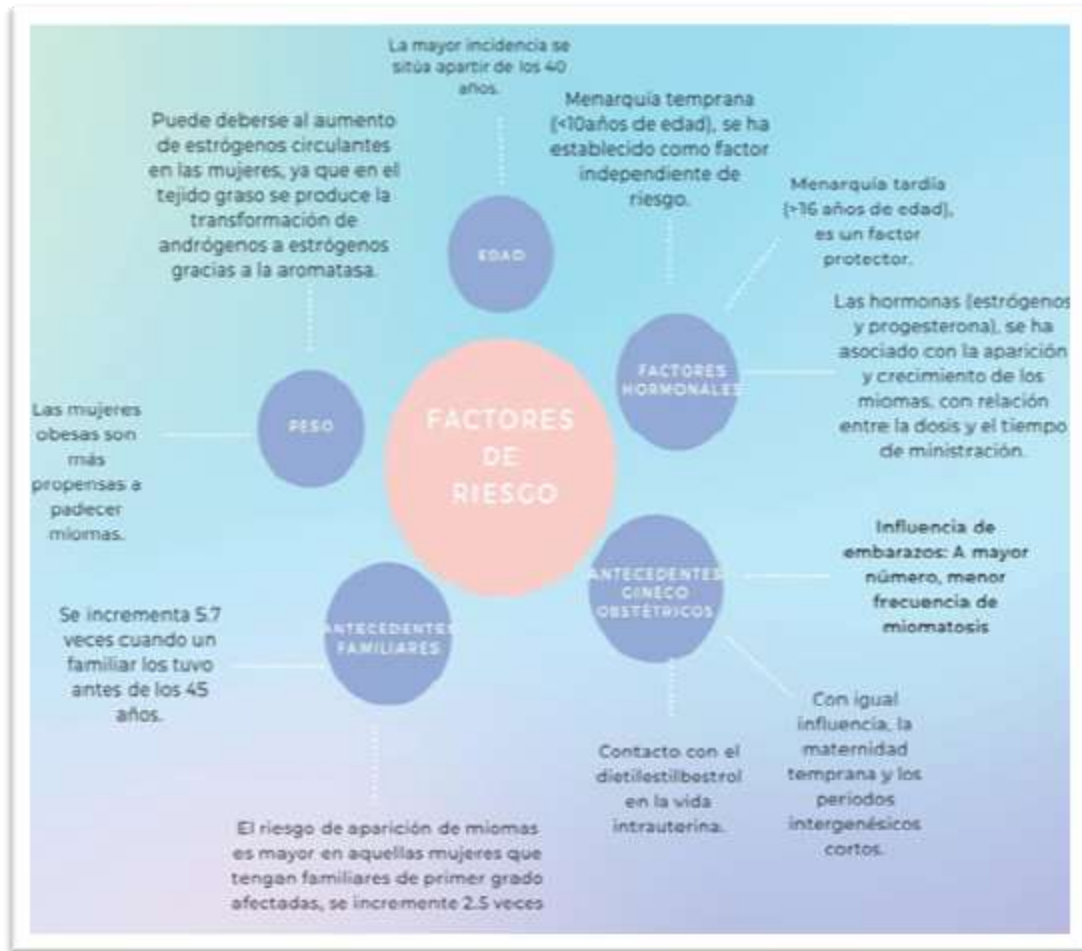 La mayor incidencia se
sitúa apartir de los 40
años.
Puede deberse al aumento
de estrógenos circulantes
en las mujeres, ya que en el
tejido graso se produce la
transformación de
andrógenos a estrógenos
gracias a la aromatasa.
Menarquía temprana
(<10años de edad), se ha
establecido como factor
independiente de
riesgo.
Menarquía tardía
(>16 años de edad),
es un factor
protector.
EDAD
Las hormonas (estrógenos
y progesterona), se ha
asociado con la aparición
y crecimiento de los
miomas, con relación
entre la dosis y el tiempo
de ministración.
FACTORES
HORMONALES
PESO
Las mujeres
obesas son
más
propensas a
padecer
miomas.
FACTORES
DE
RIESGO
Influencia de
embarazos: A mayor
número, menor
frecuencia de
miomatosis
ANTECEDENTES
GINECO
OBSTÉTRICOS
ANTECEDENTES
FAMILIARES
Se incrementa 5.7
veces cuando un
familiar los tuvo
antes de los 45
años.
Con igual
influencia, la
maternidad
temprana y los
periodos
intergenésicos
cortos.
Contacto con el
dietilestilbestrol
en la vida
intrauterina.
El riesgo de aparición de miomas
es mayor en aquellas mujeres que
tengan familiares de primer grado
afectadas, se incremente 2.5 veces